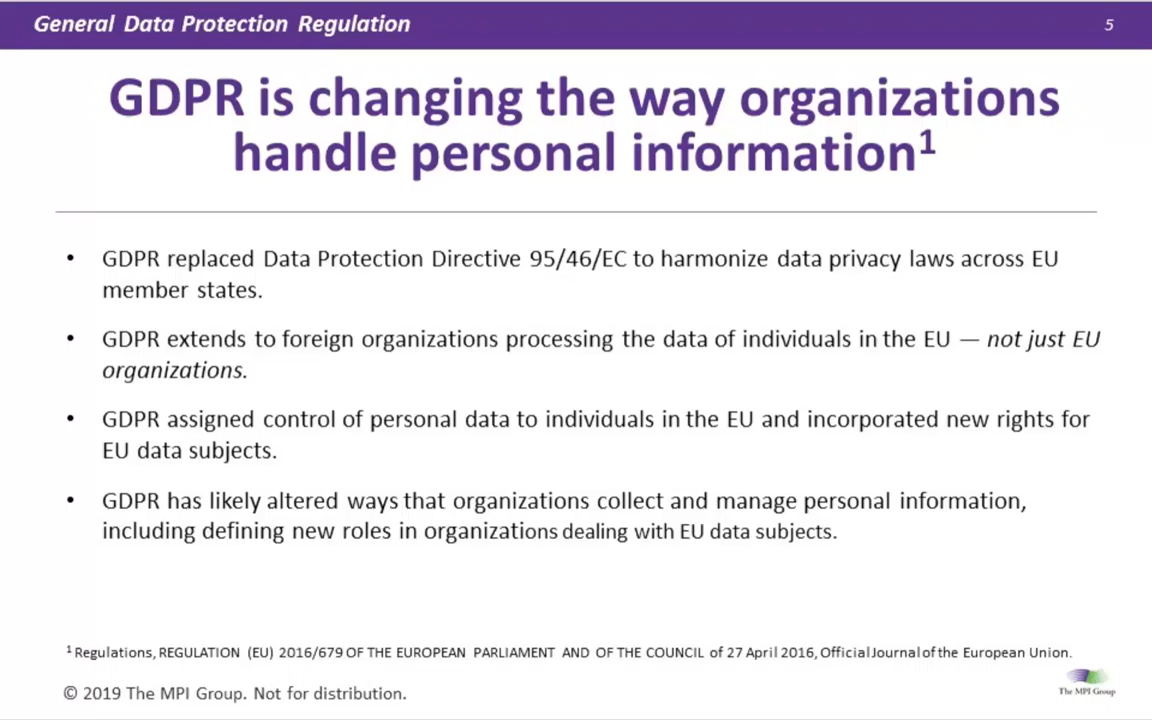 General Data Protection Regulation
5
GDPR is changing the way organizations
handle personal information¹
• GDPR replaced Data Protection Directive 95/46/EC to harmonize data privacy laws across EU
member states.
• GDPR extends to foreign organizations processing the data of individuals in the EU — not just EU
organizations.
• GDPR assigned control of personal data to individuals in the EU and incorporated new rights for
EU data subjects.
• GDPR has likely altered ways that organizations collect and manage personal information,
including defining new roles in organizations dealing with EU data subjects.
¹ Regulations, REGULATION (EU) 2016/679 OF THE EUROPEAN PARLIAMENT AND OF THE COUNCIL of 27 April 2016, Official Journal of the European Union.
© 2019 The MPI Group. Not for distribution.
The MPI Group